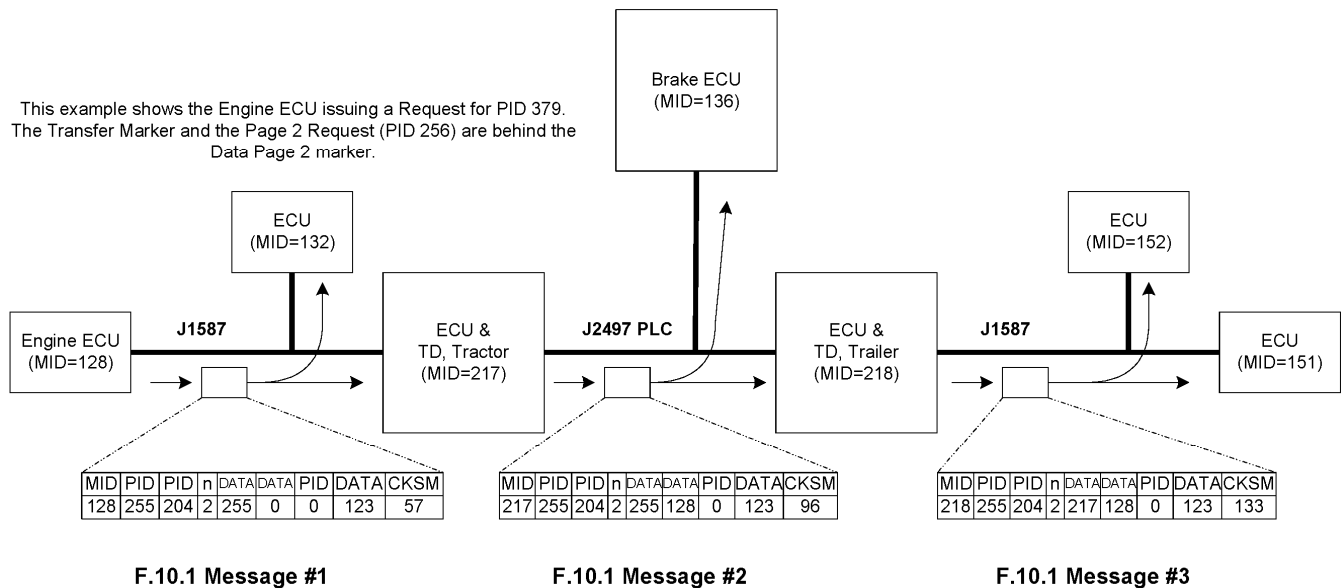 This example shows the Engine ECU issuing a Request for PID 379.
The Transfer Marker and the Page 2 Request (PID 256) are behind the
Data Page 2 marker.
Brake ECU
(MID=136)
ECU
(MID=132)
ECU
(MID=152)
Engine ECU
(MID=128)
J1587
ECU &
TD, Tractor
(MID=217)
J2497 PLC
ECU &
TD, Trailer
(MID=218)
J1587
ECU
(MID=151)
MID PID PID n DATA DATA PID DATA CKSM
128 255 204 2 255 0 0 123 57
MID PID PID n DATA DATA PID DATA CKSM
217 255 204 2 255 128 0 123 96
MID PID PID n DATA DATA PID DATA CKSM
218 255 204 2 217 128 0 123 133
F.10.1 Message #1
F.10.1 Message #2
F.10.1 Message #3